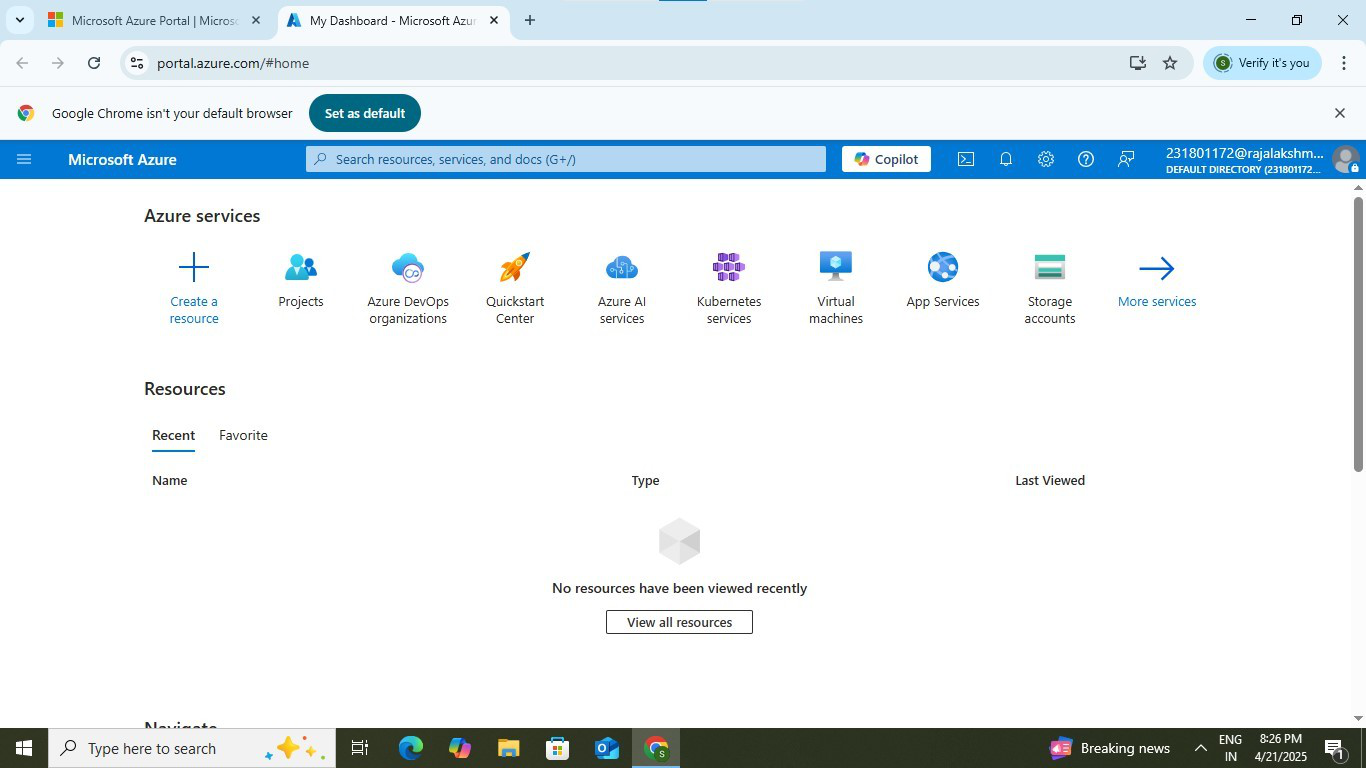 Microsoft Azure Portal | Micros
My Dashboard - Microsoft Azu
portal.azure.com/#home
Verify it's you
Google Chrome isn't your default browser
Set as default
Microsoft Azure
Search resources, services, and docs (G+/)
Copilot
231801172@rajalakshm...
DEFAULT DIRECTORY (231801172...
Azure services
Create a resource
Projects
Azure DevOps organizations
Quickstart Center
Azure AI services
Kubernetes services
Virtual machines
App Services
Storage accounts
More services
Resources
Recent
Favorite
Name
Type
Last Viewed
No resources have been viewed recently
View all resources
Navigate
Type here to search
Breaking news
ENG
IN
8:26 PM
4/21/2025
1